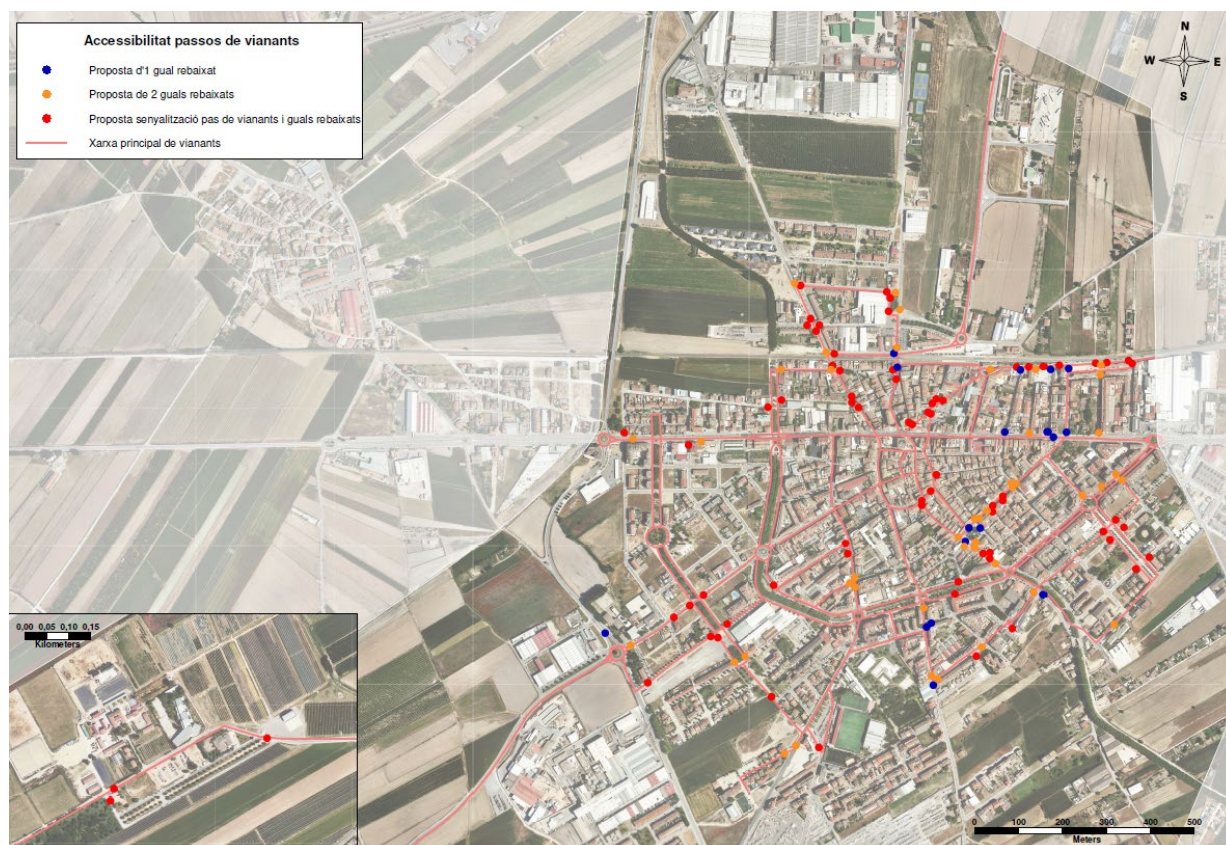 Accessibilitat passos de vianants
Proposta d'1 gual rebaixat
Proposta de 2 guals rebaixats
Proposta senyalització pas de vianants i guals rebaixats
Xarxa principal de vianants
N
W E
S
0,00 0,05 0,10 0,15
Kilometers
0 100 200 300 400 500
Meters